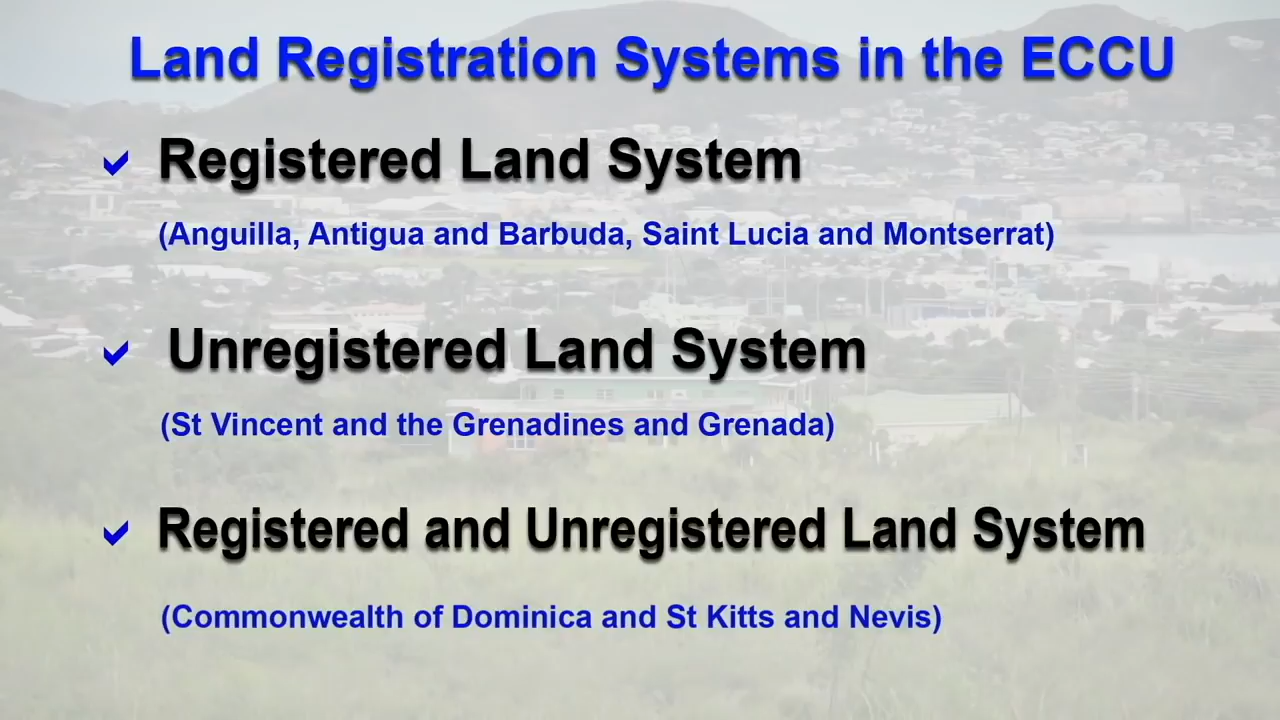 Land Registration Systems in the ECCU
Registered Land System
(Anguilla, Antigua and Barbuda, Saint Lucia and Montserrat)
Unregistered Land System
(St Vincent and the Grenadines and Grenada)
Registered and Unregistered Land System
(Commonwealth of Dominica and St Kitts and Nevis)